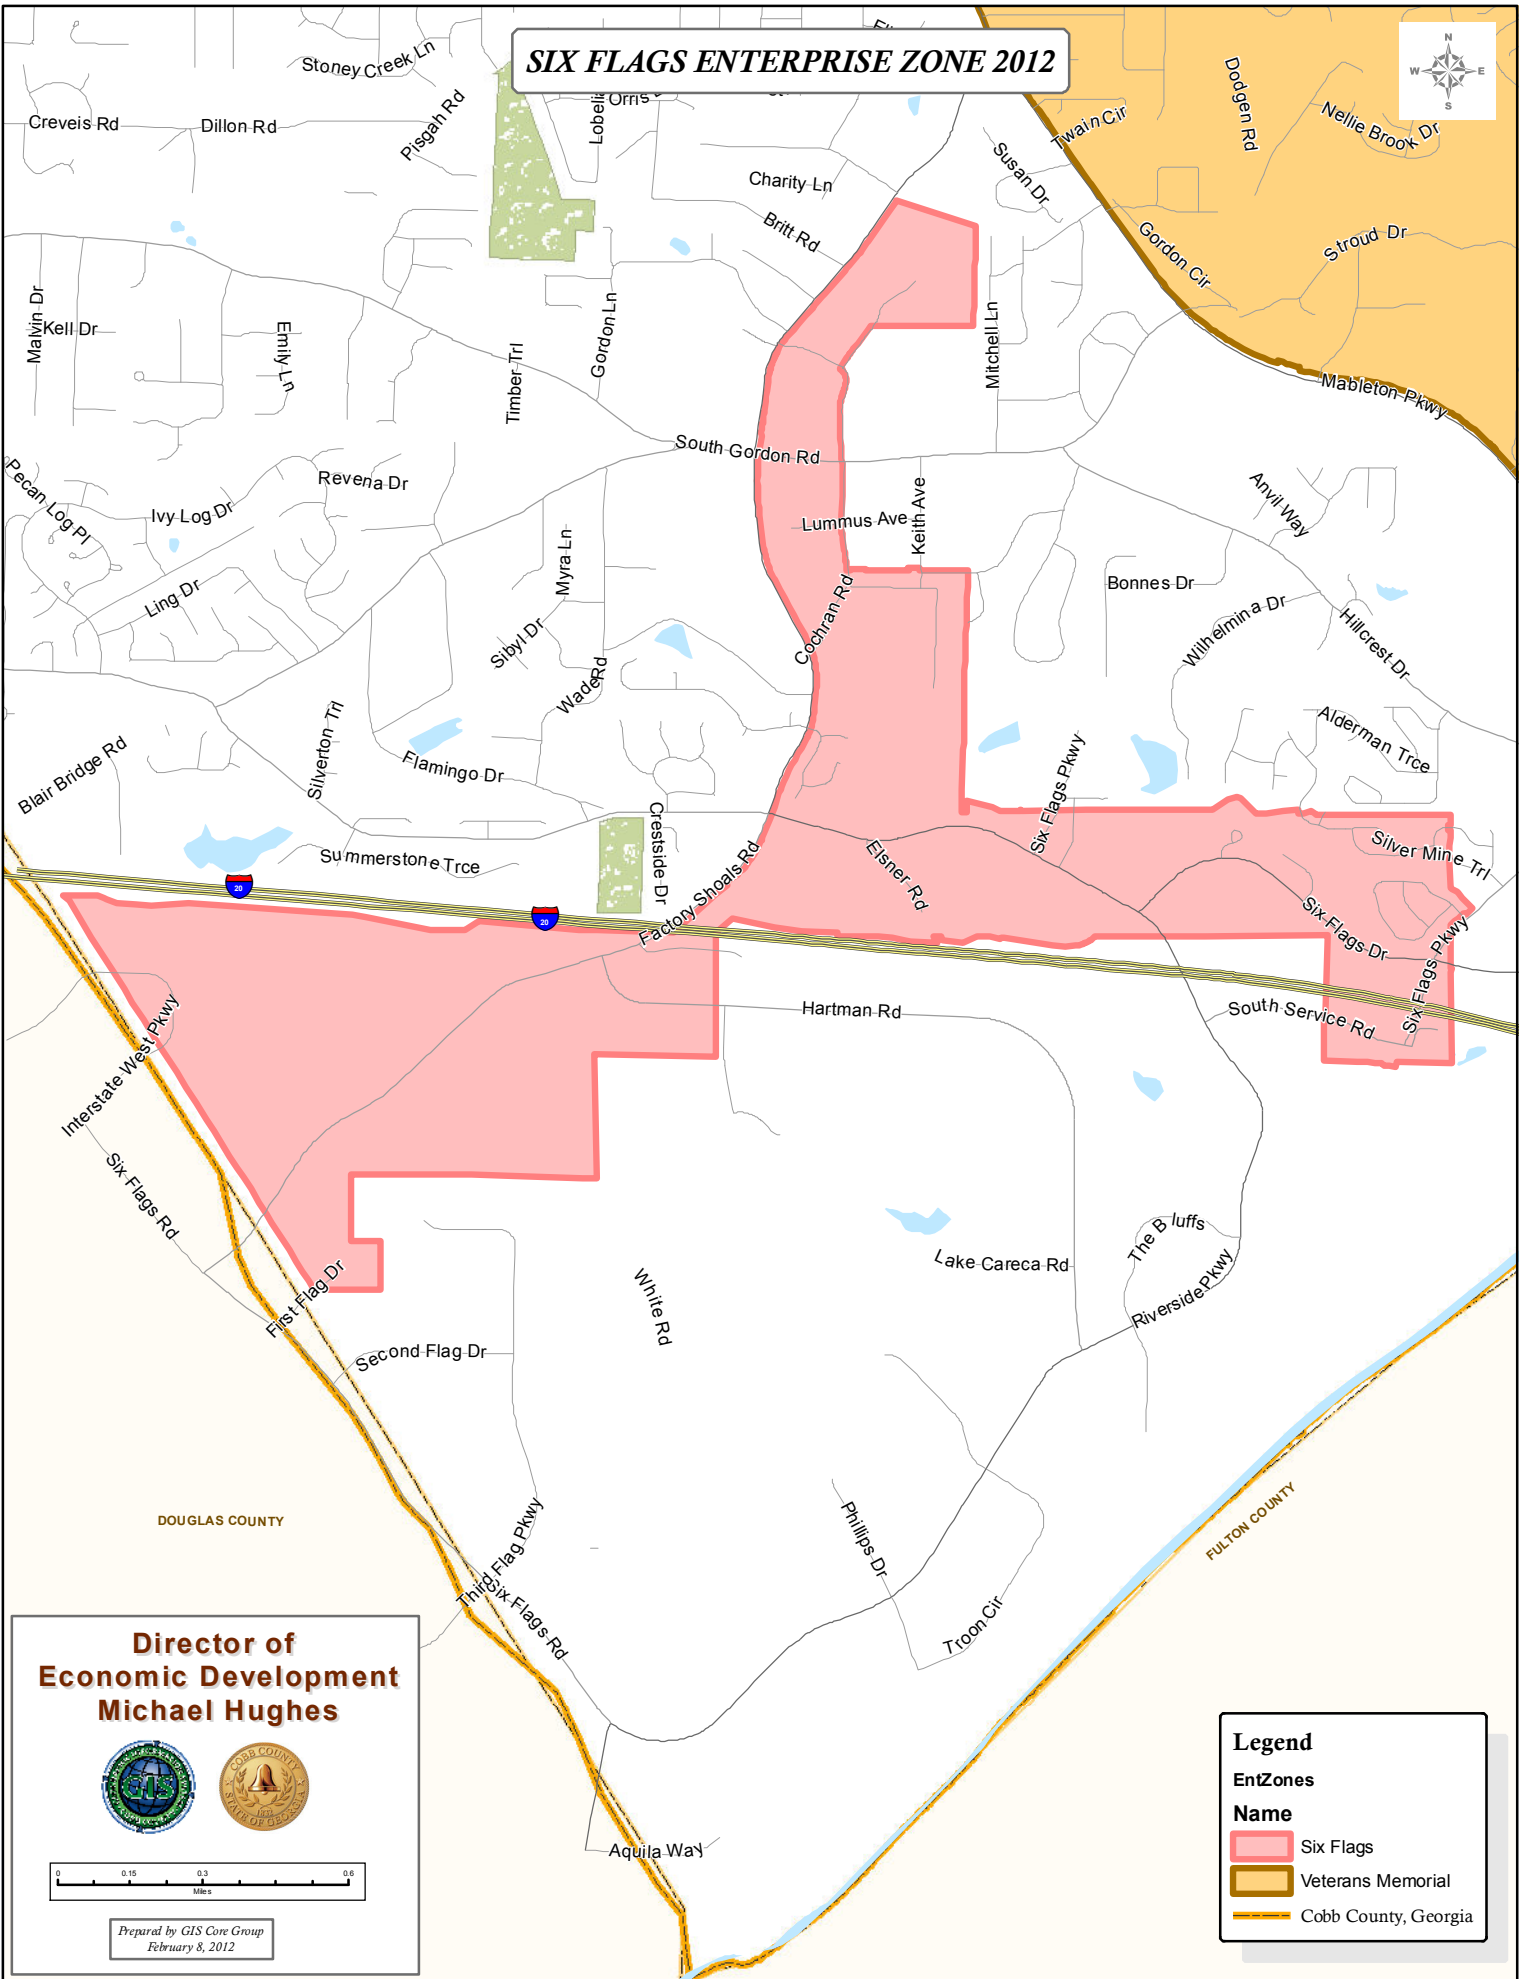 SIX FLAGS ENTERPRISE ZONE 2012
N
W
E
S
Stoney Creek Ln
Pisgah Rd
Creveis Rd
Dillon Rd
Orris
Charity Ln
Britt Rd
Susan Dr
Twain Cir
Dodgen Rd
Nellie Brook Dr
Gordon Cir
Stroud Dr
Malvin Dr
Kell Dr
Emily Ln
Timber Trl
Gordon Ln
Mitchell Ln
Mableton Pkwy
South Gordon Rd
Pecan Log Pl
Ivy Log Dr
Revena Dr
Lummus Ave
Keith Ave
Anvil Way
Ling Dr
Myra Ln
Sibyl Dr
Wade Rd
Cochran Rd
Bonnes Dr
Wilhelmina Dr
Hillcrest Dr
Alderman Trce
Blair Bridge Rd
Silverton Trl
Flamingo Dr
Six Flags Pkwy
Crestside Dr
Summerstone Trce
Elsner Rd
Silver Mine Trl
20
20
Factory Shoals Rd
Six Flags Dr
Six Flags Pkwy
Hartman Rd
South Service Rd
Interstate West Pkwy
Six Flags Rd
First Flag Dr
Second Flag Dr
White Rd
Lake Careca Rd
The Bluffs
Riverside Pkwy
DOUGLAS COUNTY
Third Flag Pkwy
Six Flags Rd
Phillips Dr
Troon Cir
FULTON COUNTY
Aquila Way
Director of
Economic Development
Michael Hughes
GIS
COBB COUNTY
STATE OF GEORGIA
0 0.15 0.3 0.6
Miles
Prepared by GIS Core Group
February 8, 2012
Legend
EntZones
Name
Six Flags
Veterans Memorial
Cobb County, Georgia